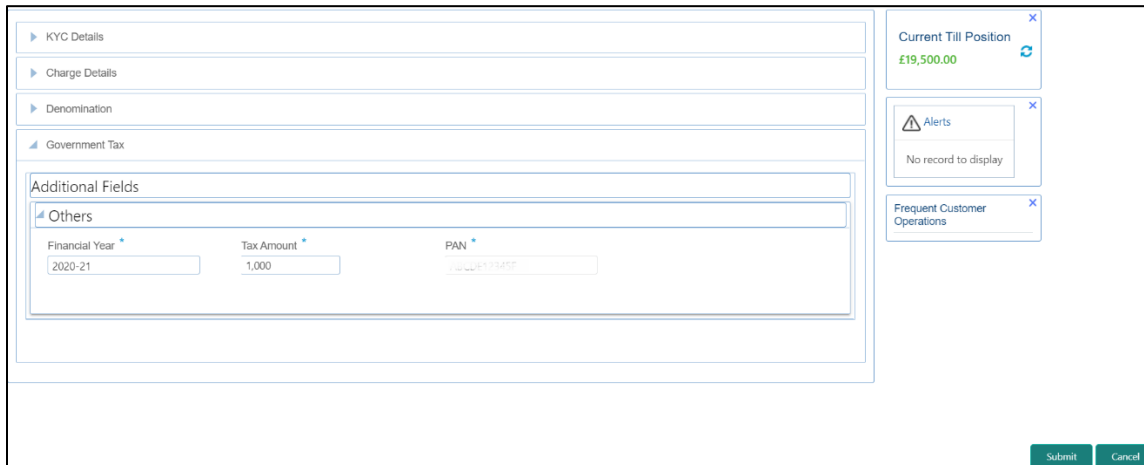 KYC Details
Charge Details
Denomination
Government Tax
Additional Fields
Others
Financial Year * Tax Amount * PAN *
2020-21 1,000
Current Till Position
£19,500.00
Alerts
No record to display
Frequent Customer
Operations
Submit Cancel